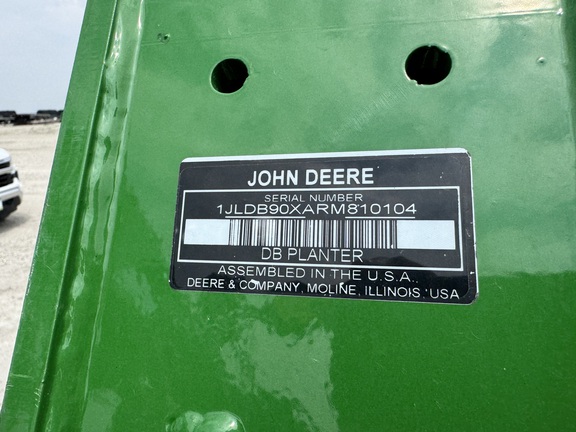 JOHN DEERE
SERIAL NUMBER
1JLDB90XARM810104
DB PLANTER
ASSEMBLED IN THE U.S.A.
DEERE & COMPANY, MOLINE, ILLINOIS, USA